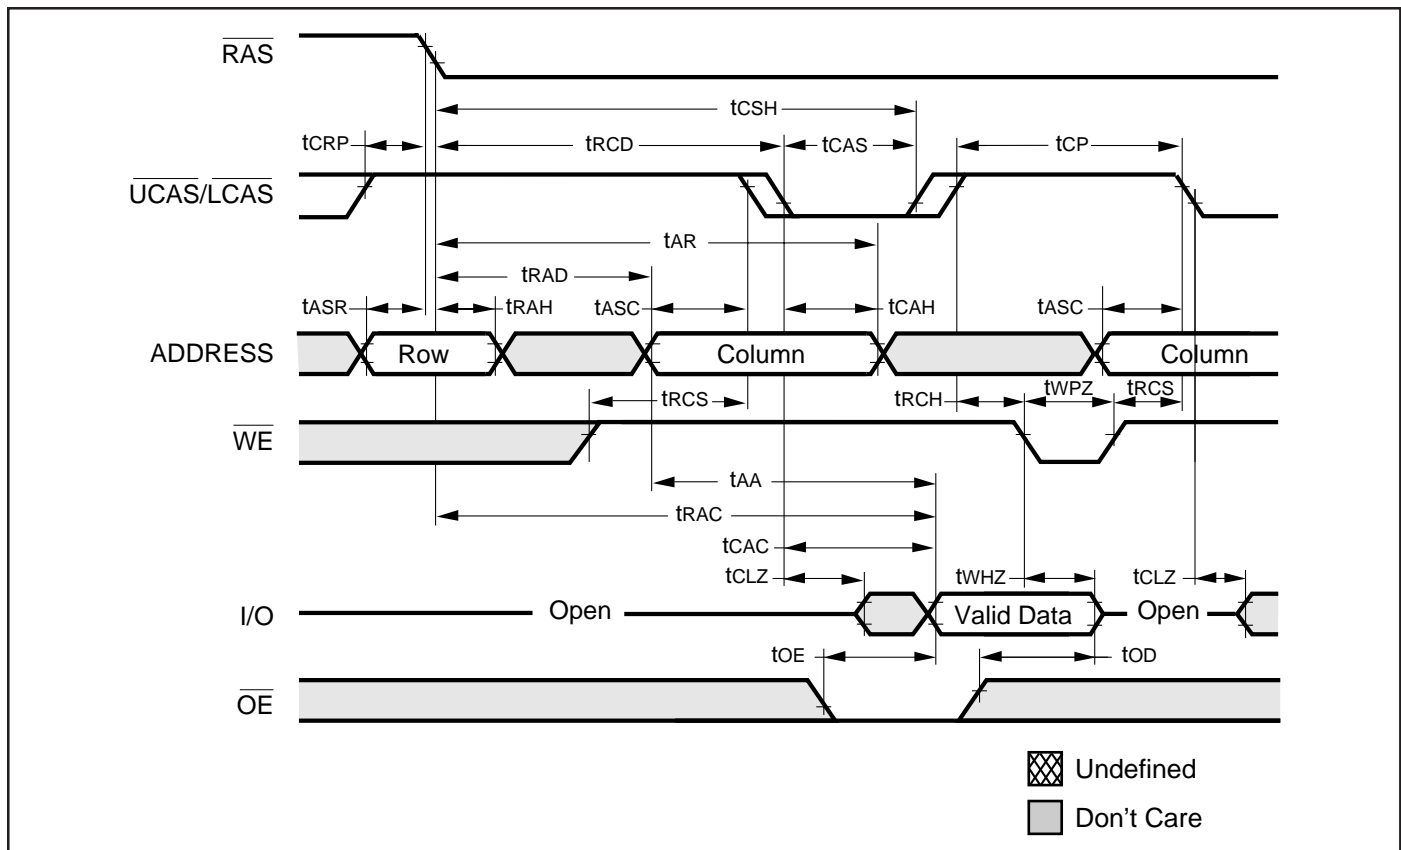 RAS
tCSH
tCRP tRCD tCAS tCP
UCAS/LCAS
tAR
tRAD
tASR tRAH tASC tCAH tASC
ADDRESS Row Column Column
tRCS tRCH tWPZ tRCS
WE
tAA
tRAC
tCAC
tCLZ tWHZ tCLZ
I/O Open Valid Data Open
tOE tOD
OE
Undefined
Don't Care